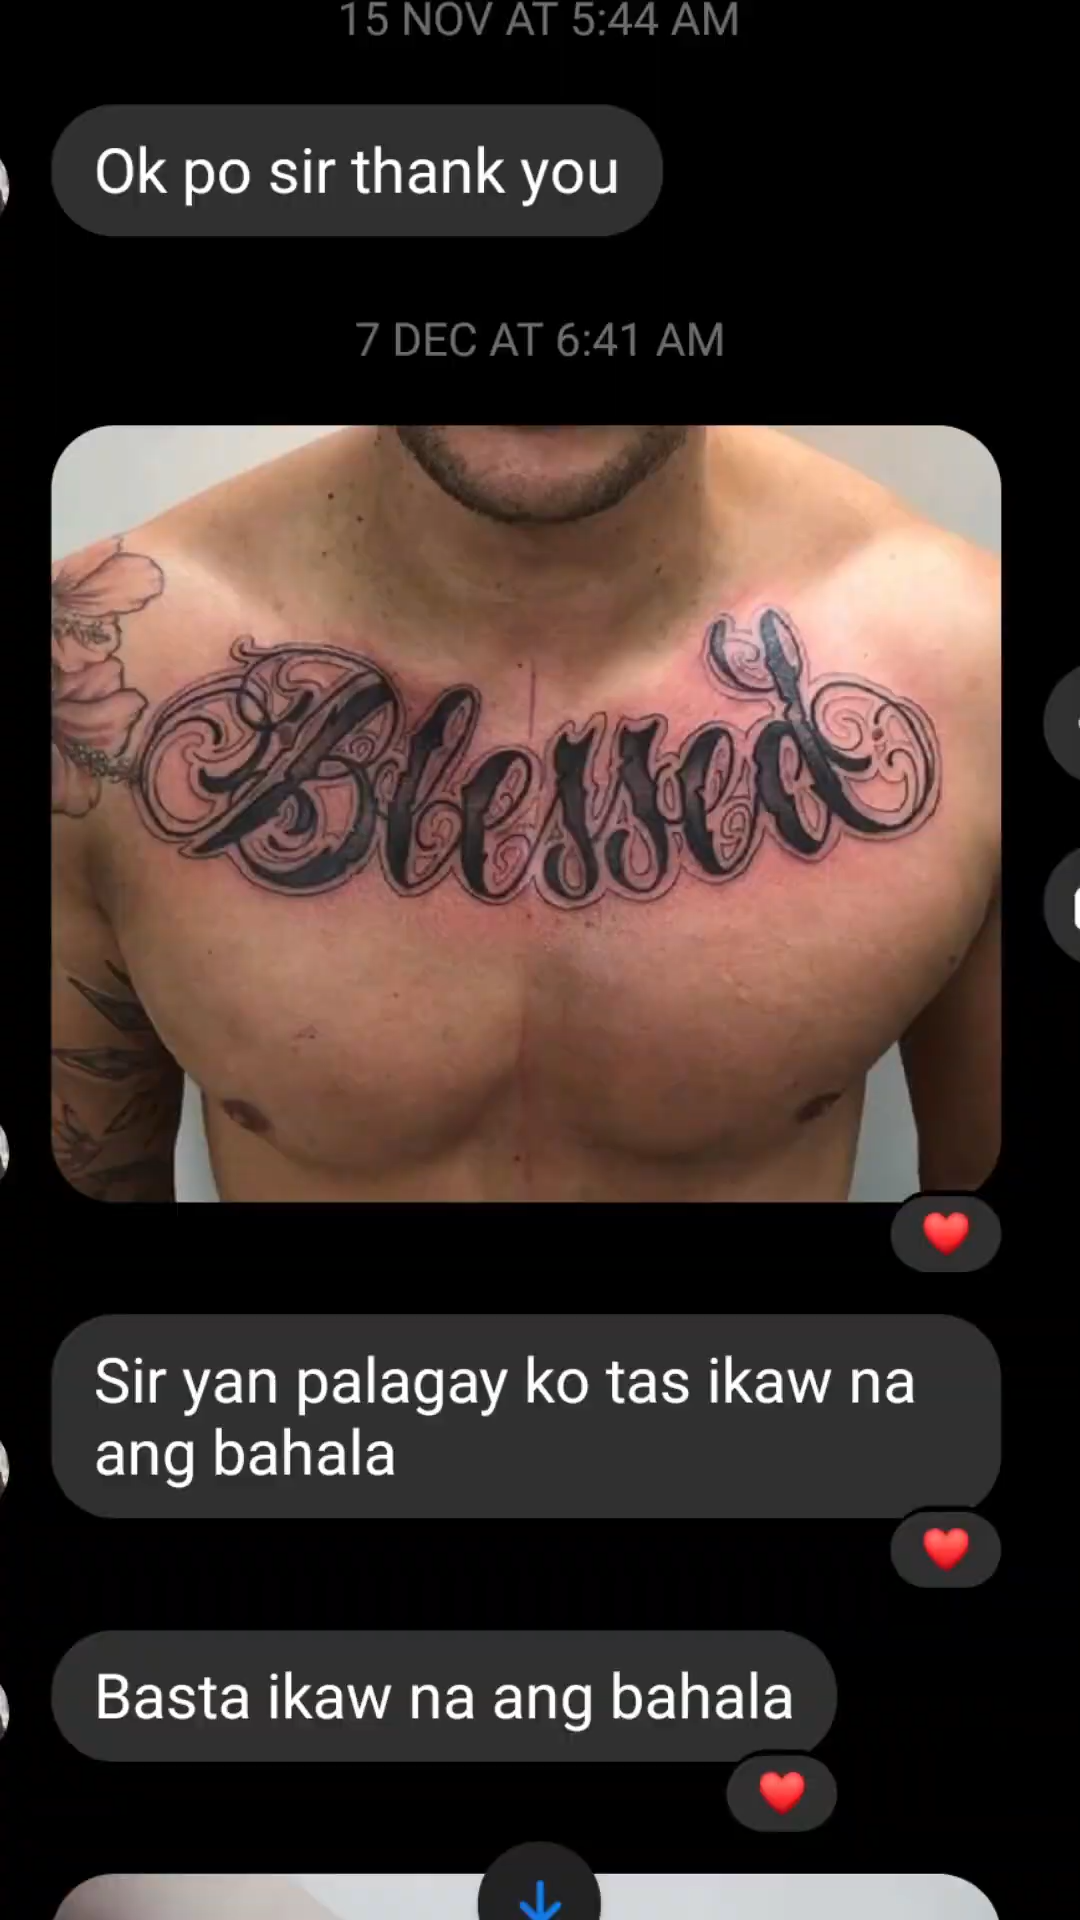 15 NOV AT 5:44 AM
Ok po sir thank you
7 DEC AT 6:41 AM
Blessed
Sir yan palagay ko tas ikaw na
ang bahala
Basta ikaw na ang bahala